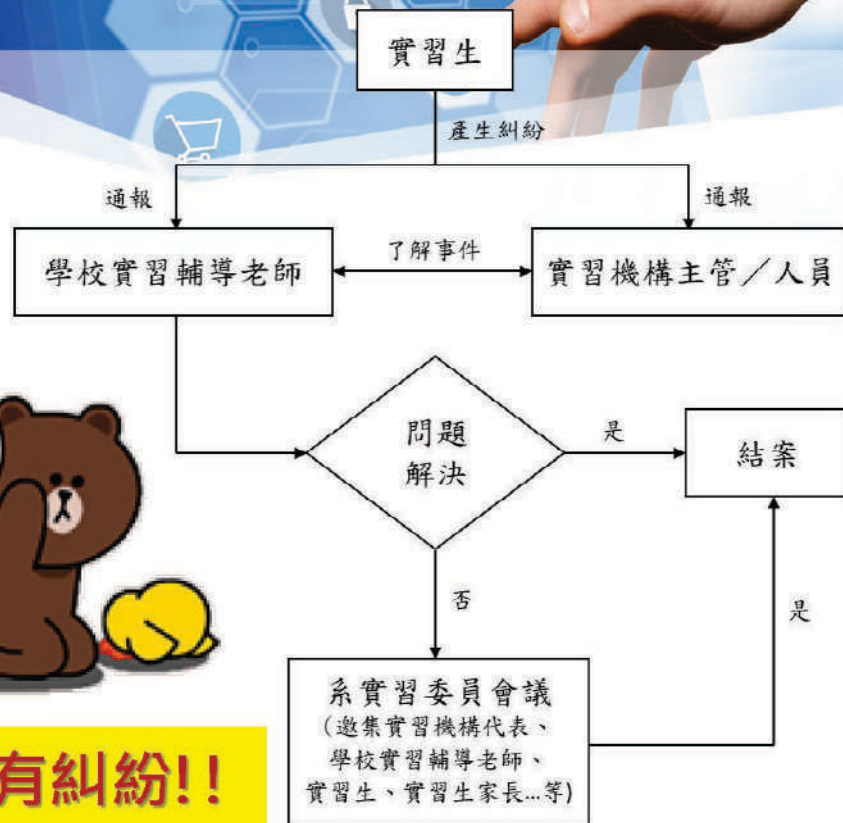 實習生
產生糾紛
通報
通報
學校實習輔導老師
了解事件
實習機構主管／人員
問題
解決
是
結案
否
是
系實習委員會議
（邀集實習機構代表、
學校實習輔導老師、
實習生、實習生家長...等)
有糾紛!!